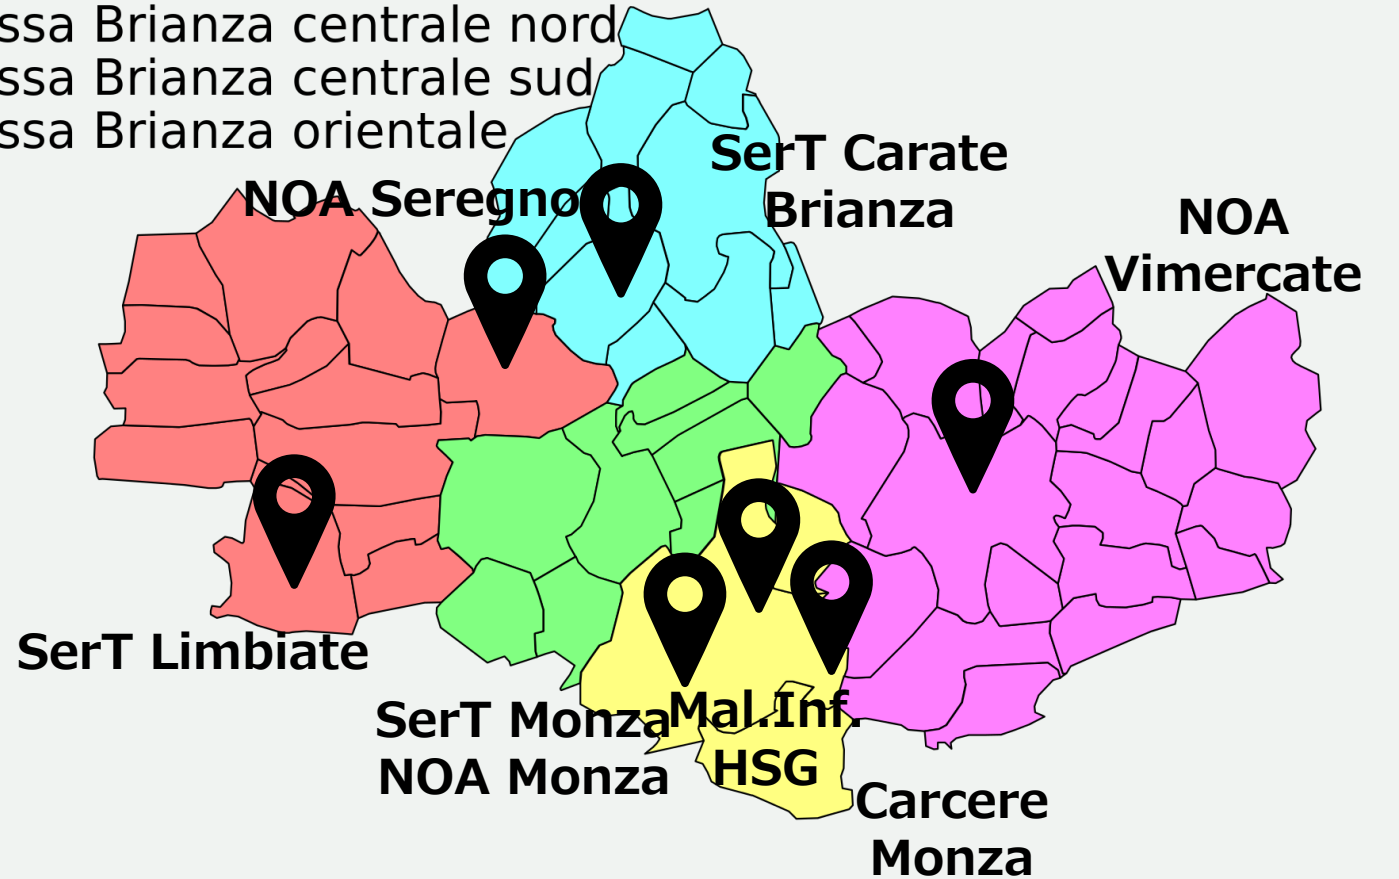 ssa Brianza centrale nord
ssa Brianza centrale sud
ssa Brianza orientale
NOA Seregno
SerT Carate
Brianza
NOA
Vimercate
SerT Limbiate
SerT Monza
NOA Monza
Mal.Inf.
HSG
Carcere
Monza